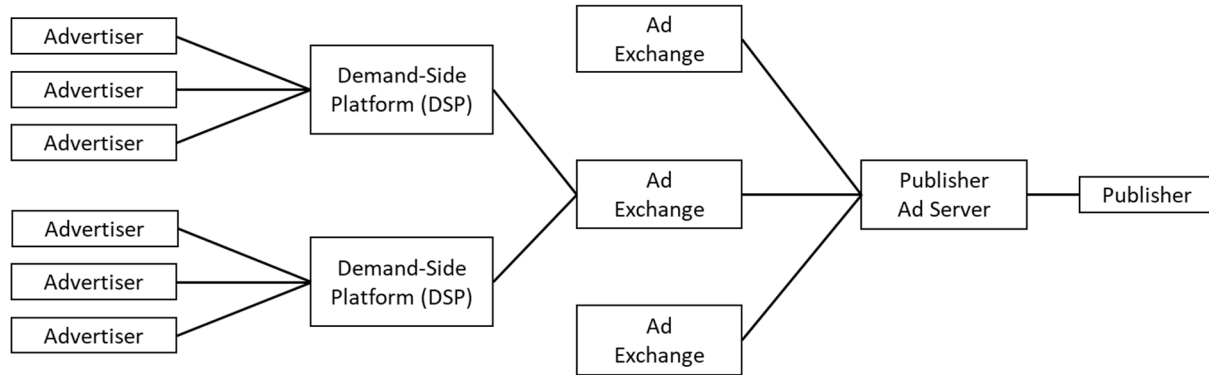 Advertiser
Advertiser
Advertiser
Demand-Side
Platform (DSP)
Advertiser
Advertiser
Advertiser
Demand-Side
Platform (DSP)
Ad
Exchange
Ad
Exchange
Ad
Exchange
Publisher
Ad Server
Publisher